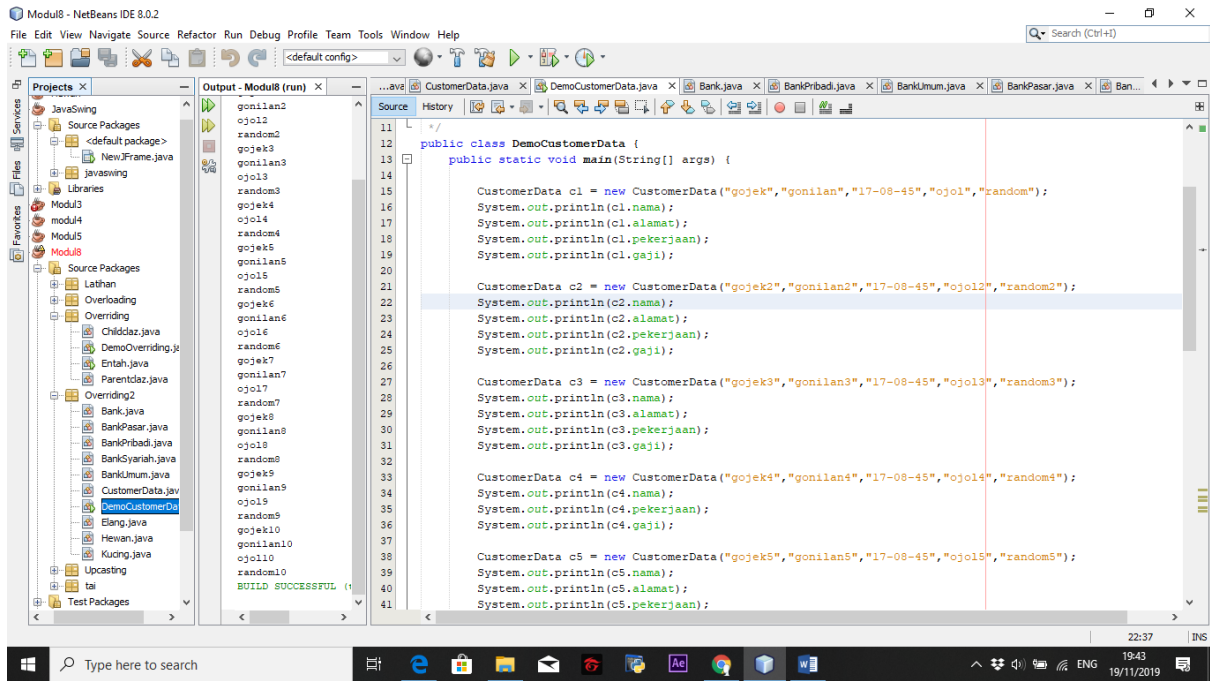 Modul8 - NetBeans IDE 8.0.2
File Edit View Navigate Source Refactor Run Debug Profile Team Tools Window Help
Search (Ctrl+I)
<default config>
Services
Files
Favorites
Projects
JavaSwing
Source Packages
<default package>
NewJFrame.java
javaswing
Libraries
Modul3
modul4
Modul5
Modul8
Source Packages
Latihan
Overloading
Overriding
Childclaz.java
DemoOverriding.ja
Entah.java
Parentclaz.java
Overriding2
Bank.java
BankPasar.java
BankPribadi.java
BankSyariah.java
BankUmum.java
CustomerData.jav
DemoCustomerDa
Elang.java
Hewan.java
Kucing.java
Upcasting
tai
Test Packages
Output - Modul8 (run)
gonilan2
ojol2
random2
gojek3
gonilan3
ojol3
random3
gojek4
ojol4
random4
gojek5
gonilan5
ojol5
random5
gojek6
gonilan6
ojol6
random6
gojek7
gonilan7
ojol7
random7
gojek8
gonilan8
ojol8
random8
gojek9
gonilan9
ojol9
random9
gojek10
gonilan10
ojol10
random10
BUILD SUCCESSFUL (t
...ava CustomerData.java DemoCustomerData.java Bank.java BankPribadi.java BankUmum.java BankPasar.java Ban...
Source History
11 */
12 public class DemoCustomerData {
13 public static void main(String[] args) {
14
15 CustomerData c1 = new CustomerData("gojek","gonilan","17-08-45","ojol","random");
16 System.out.println(c1.nama);
17 System.out.println(c1.alamat);
18 System.out.println(c1.pekerjaan);
19 System.out.println(c1.gaji);
20
21 CustomerData c2 = new CustomerData("gojek2","gonilan2","17-08-45","ojol2","random2");
22 System.out.println(c2.nama);
23 System.out.println(c2.alamat);
24 System.out.println(c2.pekerjaan);
25 System.out.println(c2.gaji);
26
27 CustomerData c3 = new CustomerData("gojek3","gonilan3","17-08-45","ojol3","random3");
28 System.out.println(c3.nama);
29 System.out.println(c3.alamat);
30 System.out.println(c3.pekerjaan);
31 System.out.println(c3.gaji);
32
33 CustomerData c4 = new CustomerData("gojek4","gonilan4","17-08-45","ojol4","random4");
34 System.out.println(c4.nama);
35 System.out.println(c4.pekerjaan);
36 System.out.println(c4.gaji);
37
38 CustomerData c5 = new CustomerData("gojek5","gonilan5","17-08-45","ojol5","random5");
39 System.out.println(c5.nama);
40 System.out.println(c5.alamat);
41 System.out.println(c5.pekerjaan);
22:37 INS
Type here to search
Ae
ENG
19:43
19/11/2019